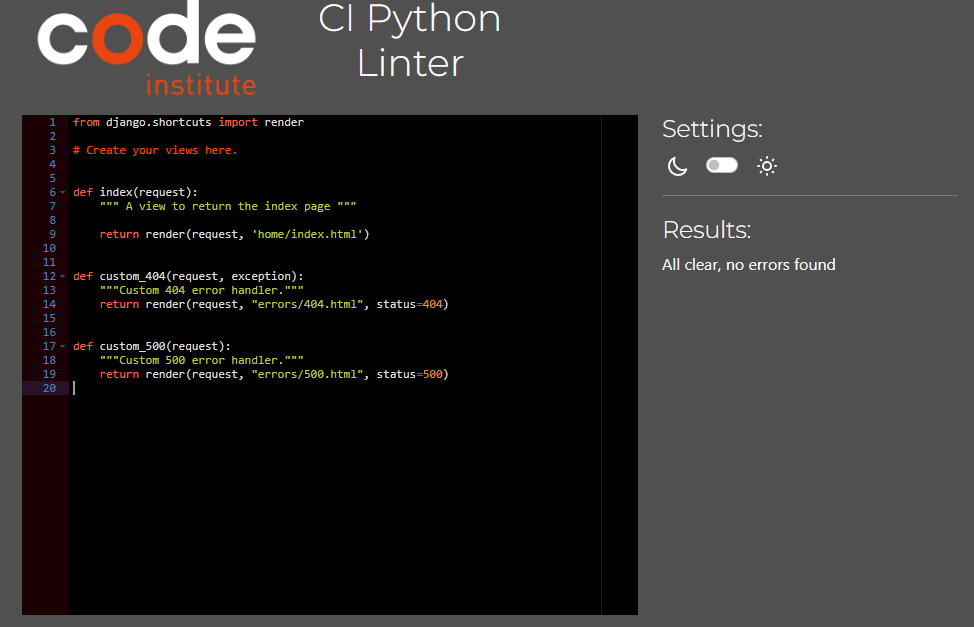 code
institute
CI Python
Linter
1 from django.shortcuts import render
2
3 # Create your views here.
4
5
6 def index(request):
7     """ A view to return the index page """
8
9     return render(request, 'home/index.html')
10
11
12 def custom_404(request, exception):
13     """Custom 404 error handler."""
14     return render(request, "errors/404.html", status=404)
15
16
17 def custom_500(request):
18     """Custom 500 error handler."""
19     return render(request, "errors/500.html", status=500)
20
Settings:
Results:
All clear, no errors found